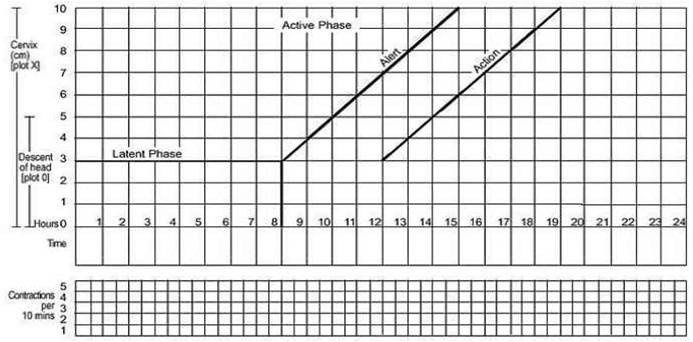 10
Active Phase
9
Cervix
(cm)
[plot X]
8
Alert
Action
7
6
5
4
Descent
of head
[plot 0]
3
Latent Phase
2
1
Hours 0 1 2 3 4 5 6 7 8 9 10 11 12 13 14 15 16 17 18 19 20 21 22 23 24
Time
Contractions
per
10 mins
5
4
3
2
1